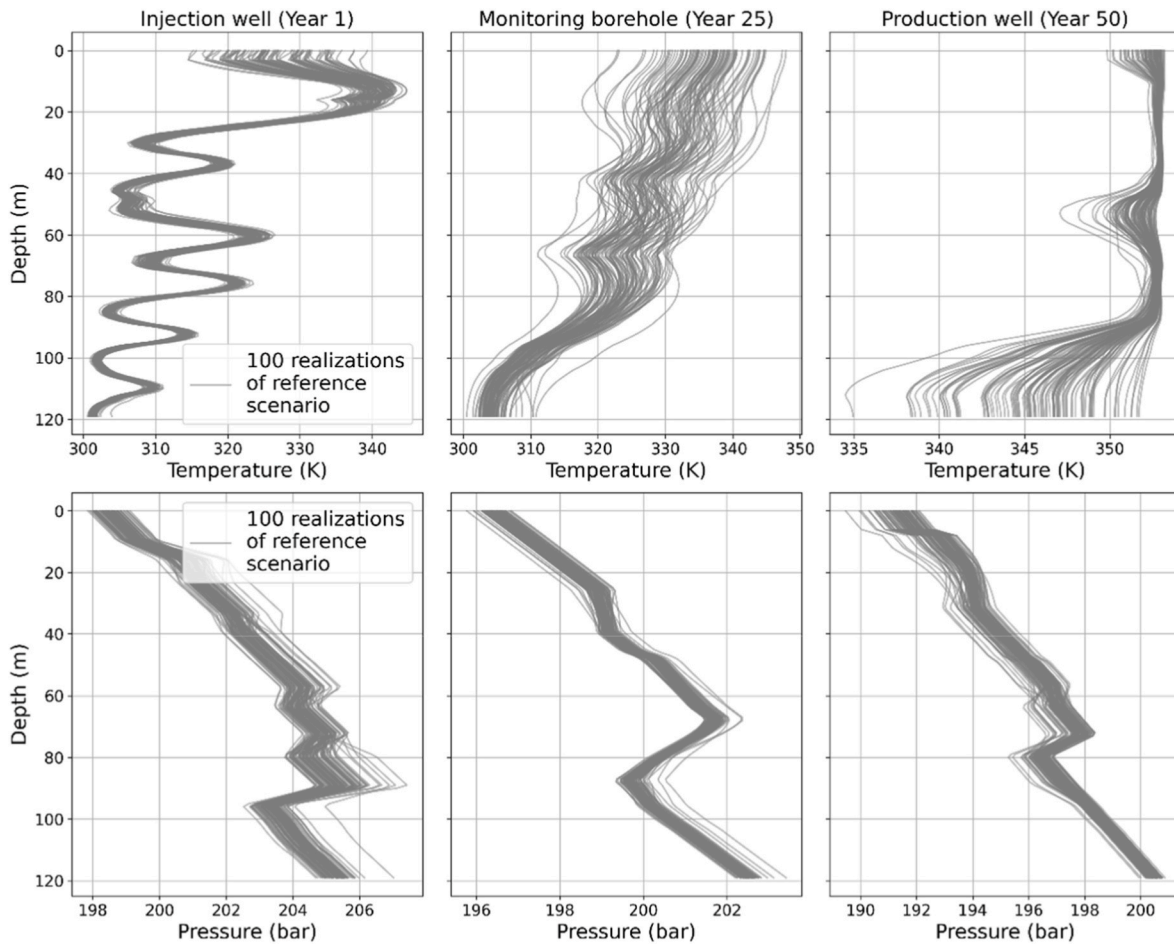 Injection well (Year 1)
Monitoring borehole (Year 25)
Production well (Year 50)
Depth (m)
0
20
40
60
80
100
120
100 realizations
of reference
scenario
300
310
320
330
340
Temperature (K)
300
310
320
330
340
350
Temperature (K)
335
340
345
350
Temperature (K)
Depth (m)
0
20
40
60
80
100
120
100 realizations
of reference
scenario
198
200
202
204
206
Pressure (bar)
196
198
200
202
Pressure (bar)
190
192
194
196
198
200
Pressure (bar)